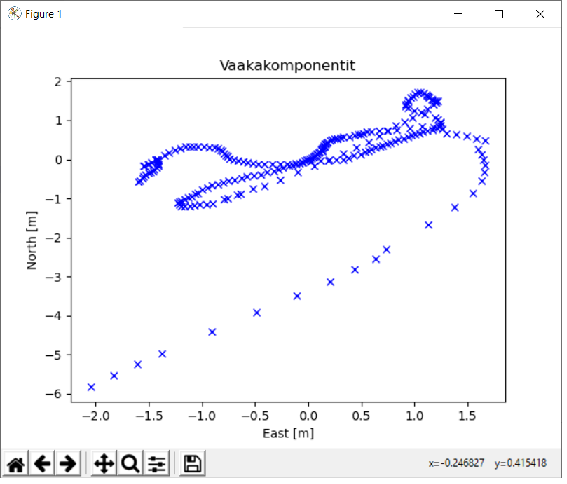 Figure 1
Vaakakomponentit
2
1
0
−1
−2
−3
−4
−5
−6
North [m]
−2.0 −1.5 −1.0 −0.5 0.0 0.5 1.0 1.5
East [m]
x=-0.246827 y=0.415418